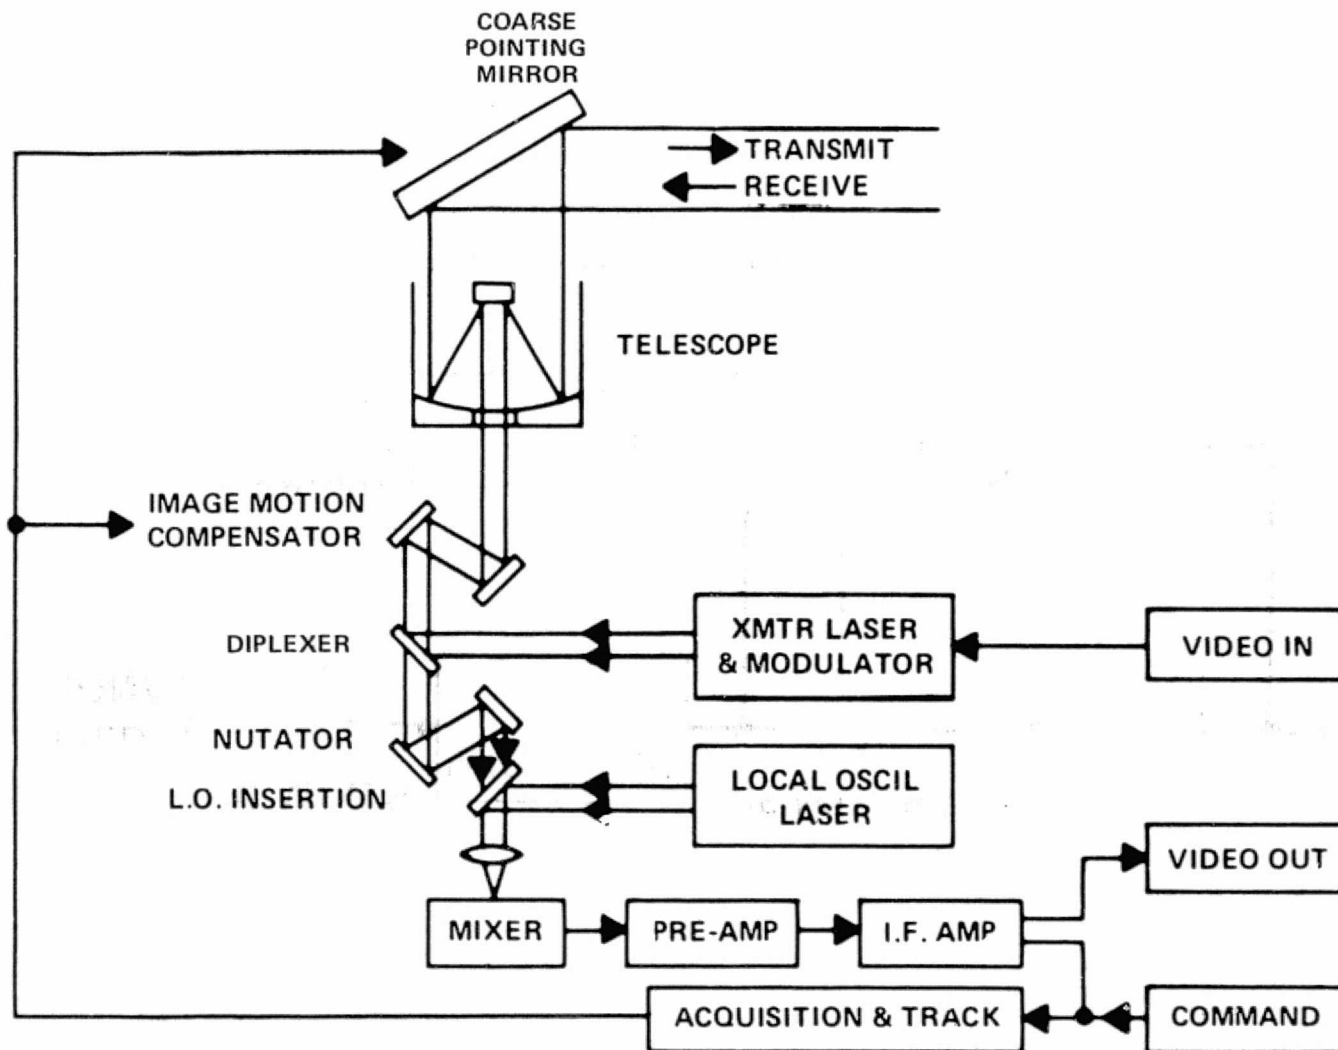 COARSE
POINTING
MIRROR
TRANSMIT
RECEIVE
TELESCOPE
IMAGE MOTION
COMPENSATOR
DIPLEXER
XMTR LASER
& MODULATOR
VIDEO IN
NUTATOR
L.O. INSERTION
LOCAL OSCIL
LASER
VIDEO OUT
MIXER
PRE-AMP
I.F. AMP
ACQUISITION & TRACK
COMMAND